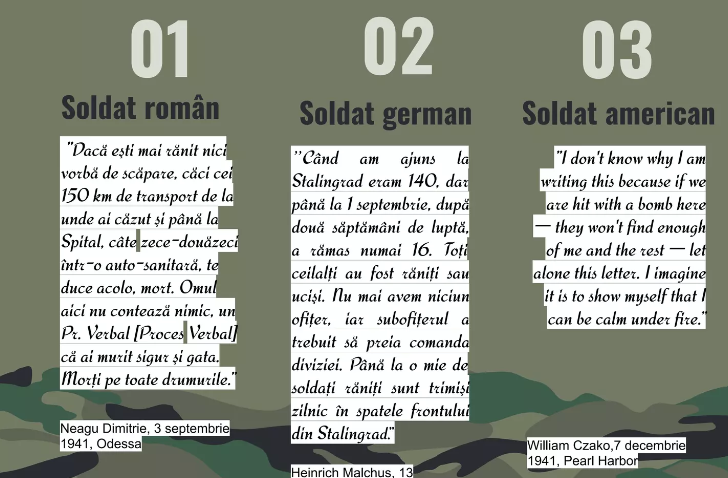 01
Soldat român
"Dacă ești mai rănit nici
vorbă de scăpare, căci cei
150 km de transport de la
unde ai căzut și până la
Spital, câte zece-douăzeci
într-o auto-sanitară, te
duce acolo, mort. Omul
aici nu contează nimic, un
Pr. Verbal [Proces Verbal]
că ai murit sigur și gata.
Morți pe toate drumurile."
Neagu Dimitrie, 3 septembrie
1941, Odessa
02
Soldat german
’’Când am ajuns la
Stalingrad eram 140, dar
până la 1 septembrie, după
două săptămâni de luptă,
a rămas numai 16. Toți
ceilalți au fost răniți sau
uciși. Nu mai avem niciun
ofițer, iar subofițerul a
trebuit să preia comanda
diviziei. Până la o mie de
soldați răniți sunt trimiși
zilnic în spatele frontului
din Stalingrad."
Heinrich Malchus, 13
03
Soldat american
"I don't know why I am
writing this because if we
are hit with a bomb here
— they won't find enough
of me and the rest — let
alone this letter. I imagine
it is to show myself that I
can be calm under fire."
William Czako,7 decembrie
1941, Pearl Harbor